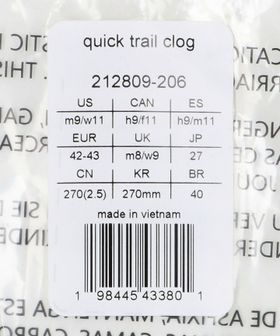 quick trail clog
212809-206
US CAN ES
m9/w11 h9/f11 h9/m11
EUR UK JP
42-43 m8/w9 27
CN KR BR
270(2.5) 270mm 40
made in vietnam
1 98445 43380 1